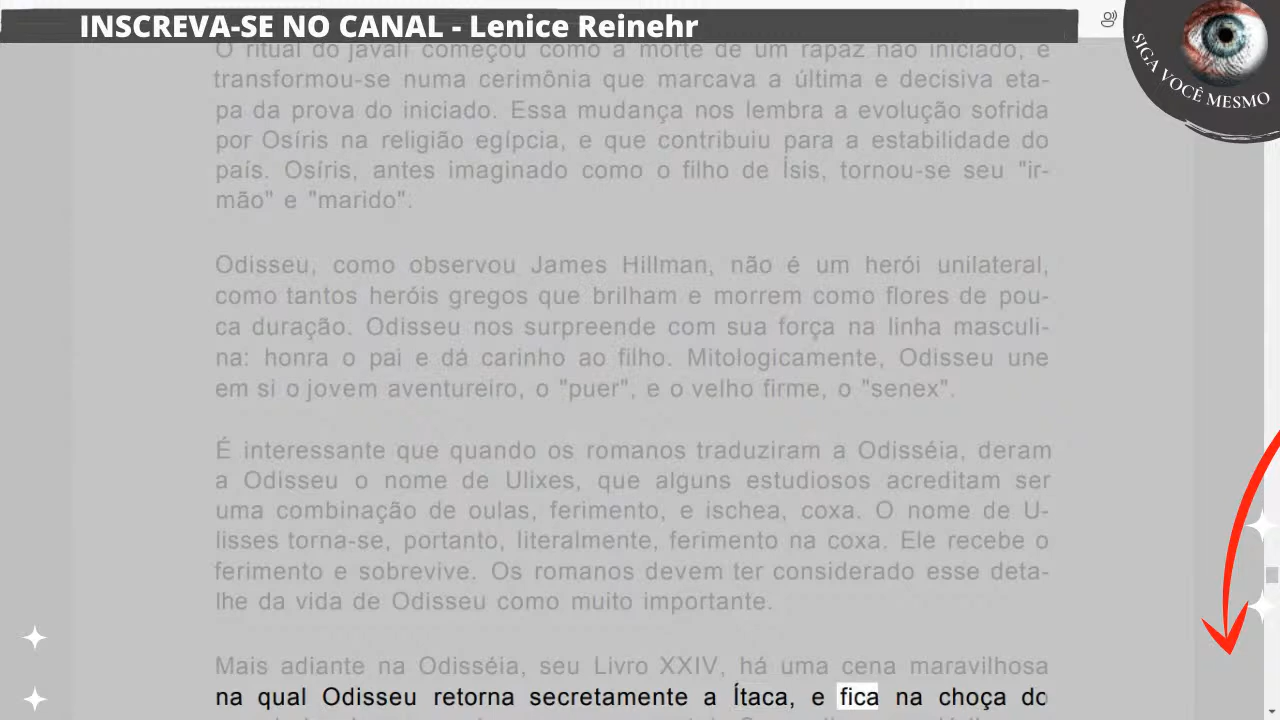 INSCREVA-SE NO CANAL - Lenice Reinehr
SIGA VOCÊ MESMO
O ritual do javali começou como a morte de um rapaz não iniciado, e
transformou-se numa cerimônia que marcava a última e decisiva eta-
pa da prova do iniciado. Essa mudança nos lembra a evolução sofrida
por Osíris na religião egípcia, e que contribuiu para a estabilidade do
país. Osíris, antes imaginado como o filho de Ísis, tornou-se seu "ir-
mão" e "marido".
Odisseu, como observou James Hillman, não é um herói unilateral,
como tantos heróis gregos que brilham e morrem como flores de pou-
ca duração. Odisseu nos surpreende com sua força na linha masculi-
na: honra o pai e dá carinho ao filho. Mitologicamente, Odisseu une
em si o jovem aventureiro, o "puer", e o velho firme, o "senex".
É interessante que quando os romanos traduziram a Odisséia, deram
a Odisseu o nome de Ulixes, que alguns estudiosos acreditam ser
uma combinação de oulas, ferimento, e ischea, coxa. O nome de U-
lisses torna-se, portanto, literalmente, ferimento na coxa. Ele recebe o
ferimento e sobrevive. Os romanos devem ter considerado esse deta-
lhe da vida de Odisseu como muito importante.
Mais adiante na Odisséia, seu Livro XXIV, há uma cena maravilhosa
na qual Odisseu retorna secretamente a Ítaca, e fica na choça do